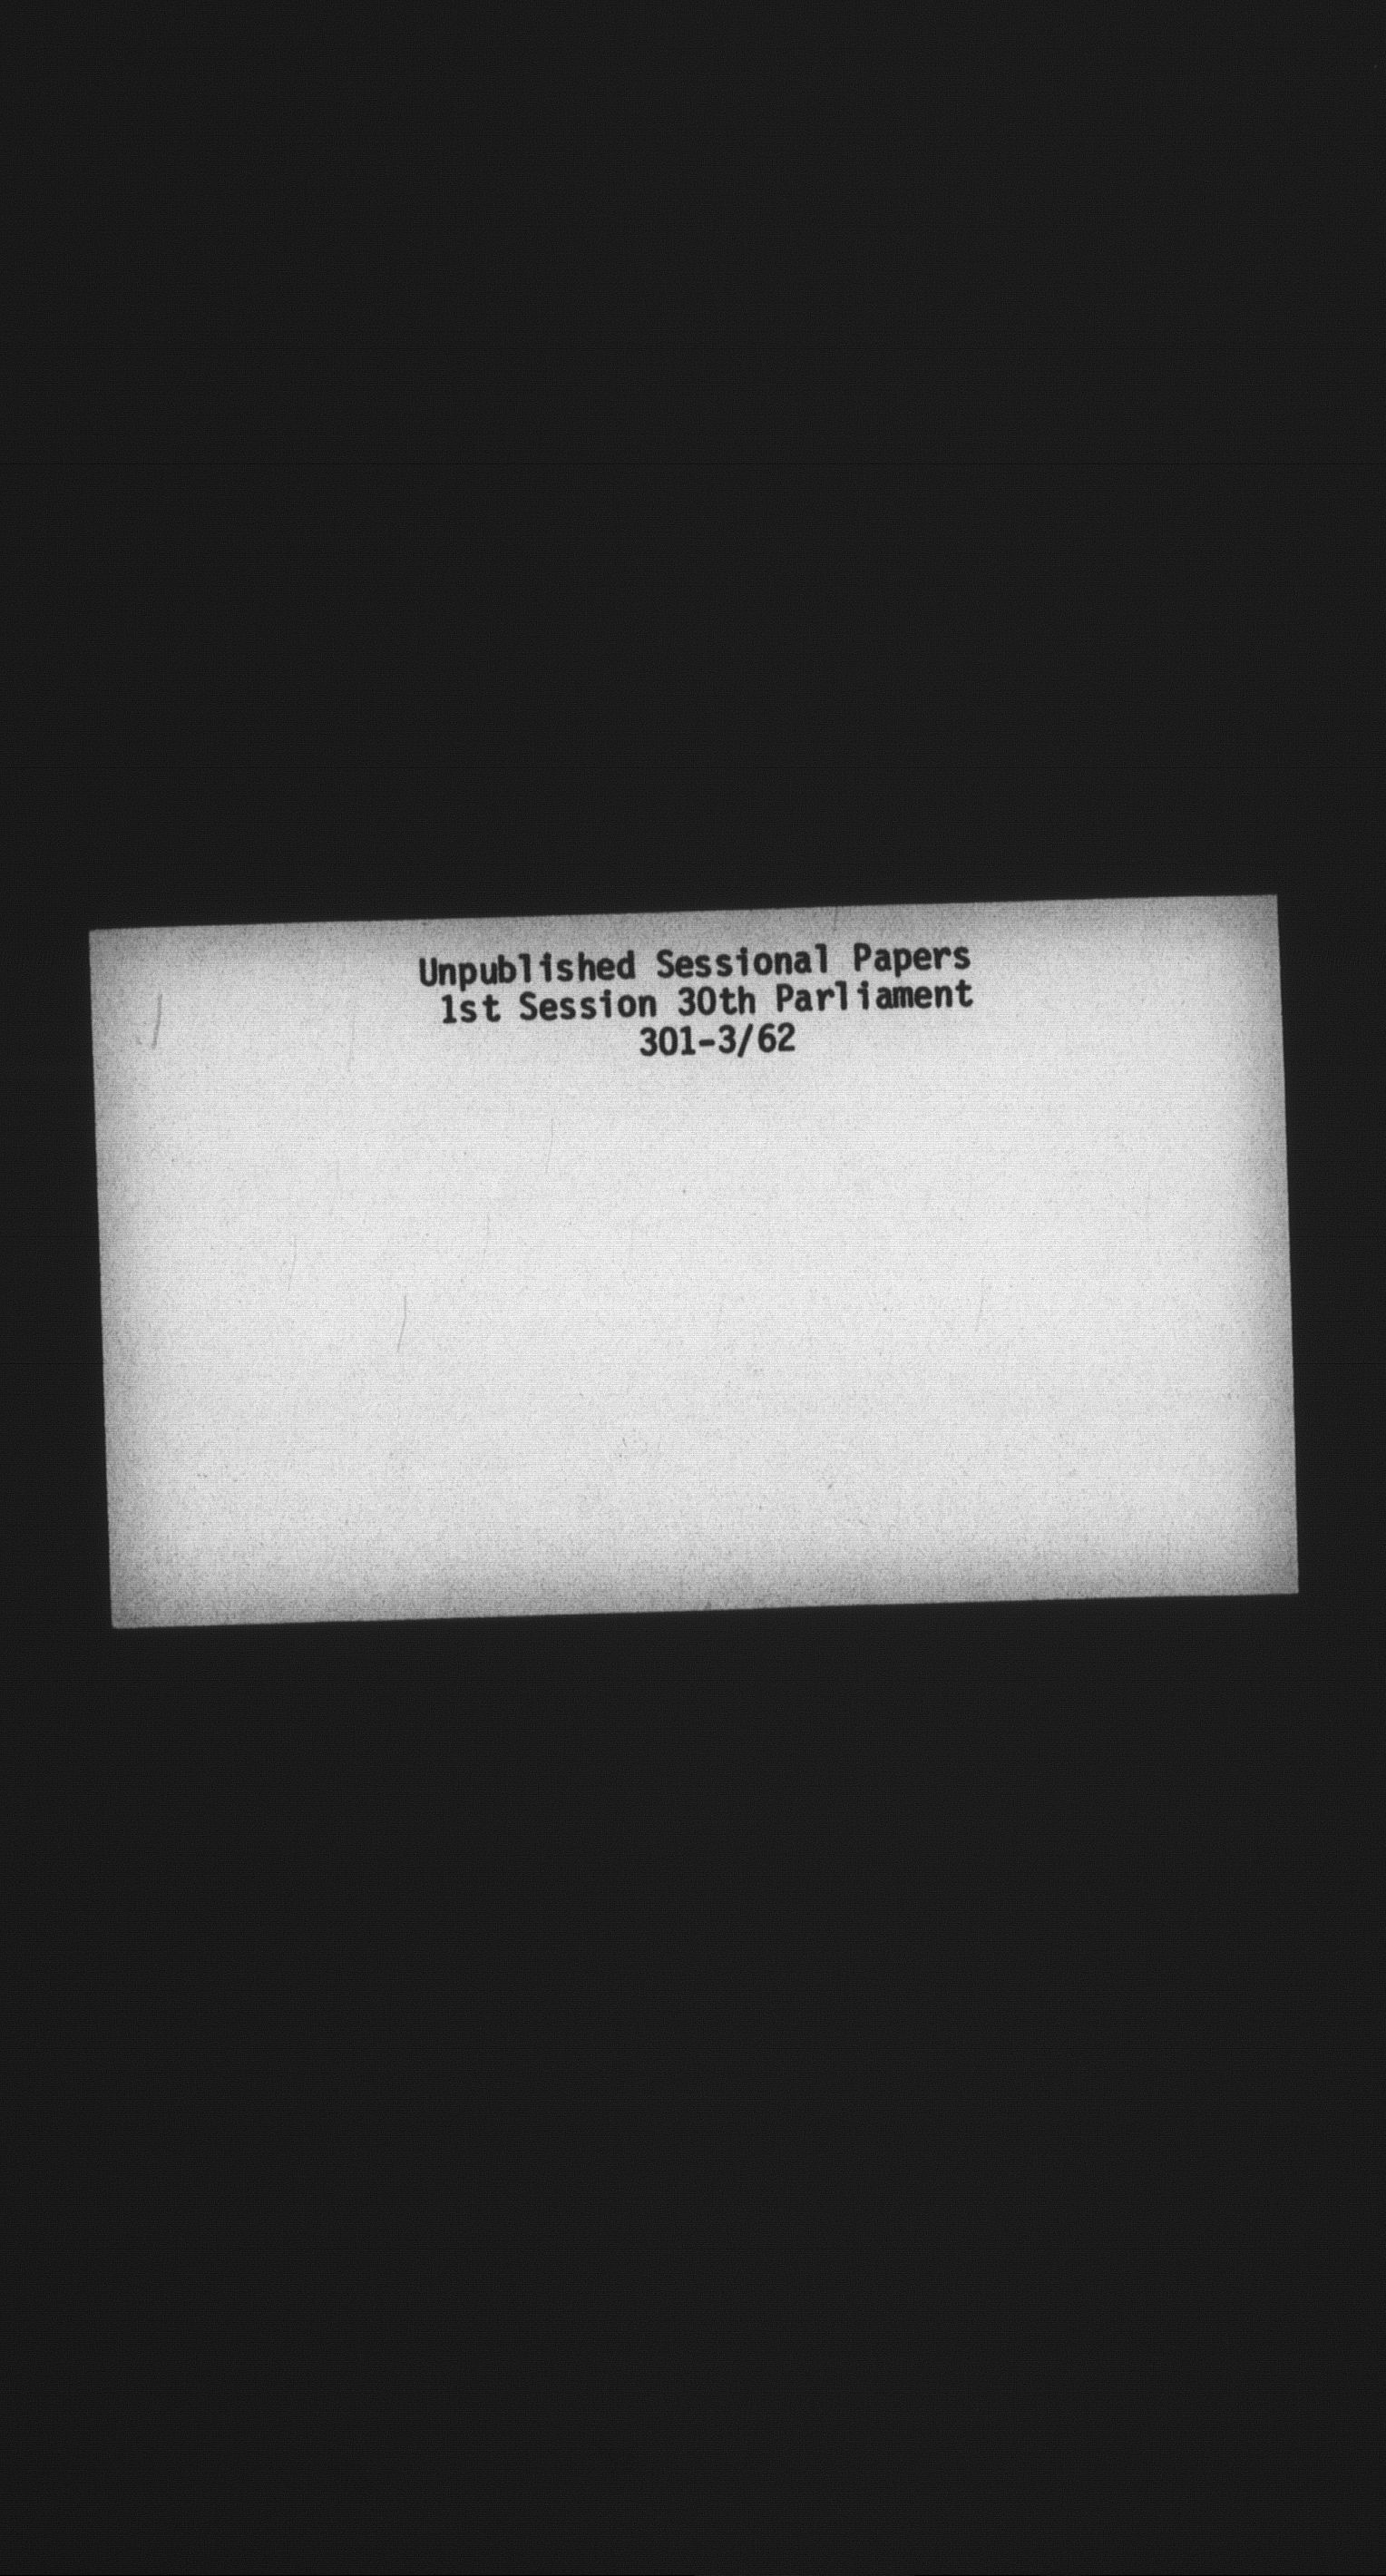 Unpublished Sessional Papers
1st Session 30th Parliament
301-3/62